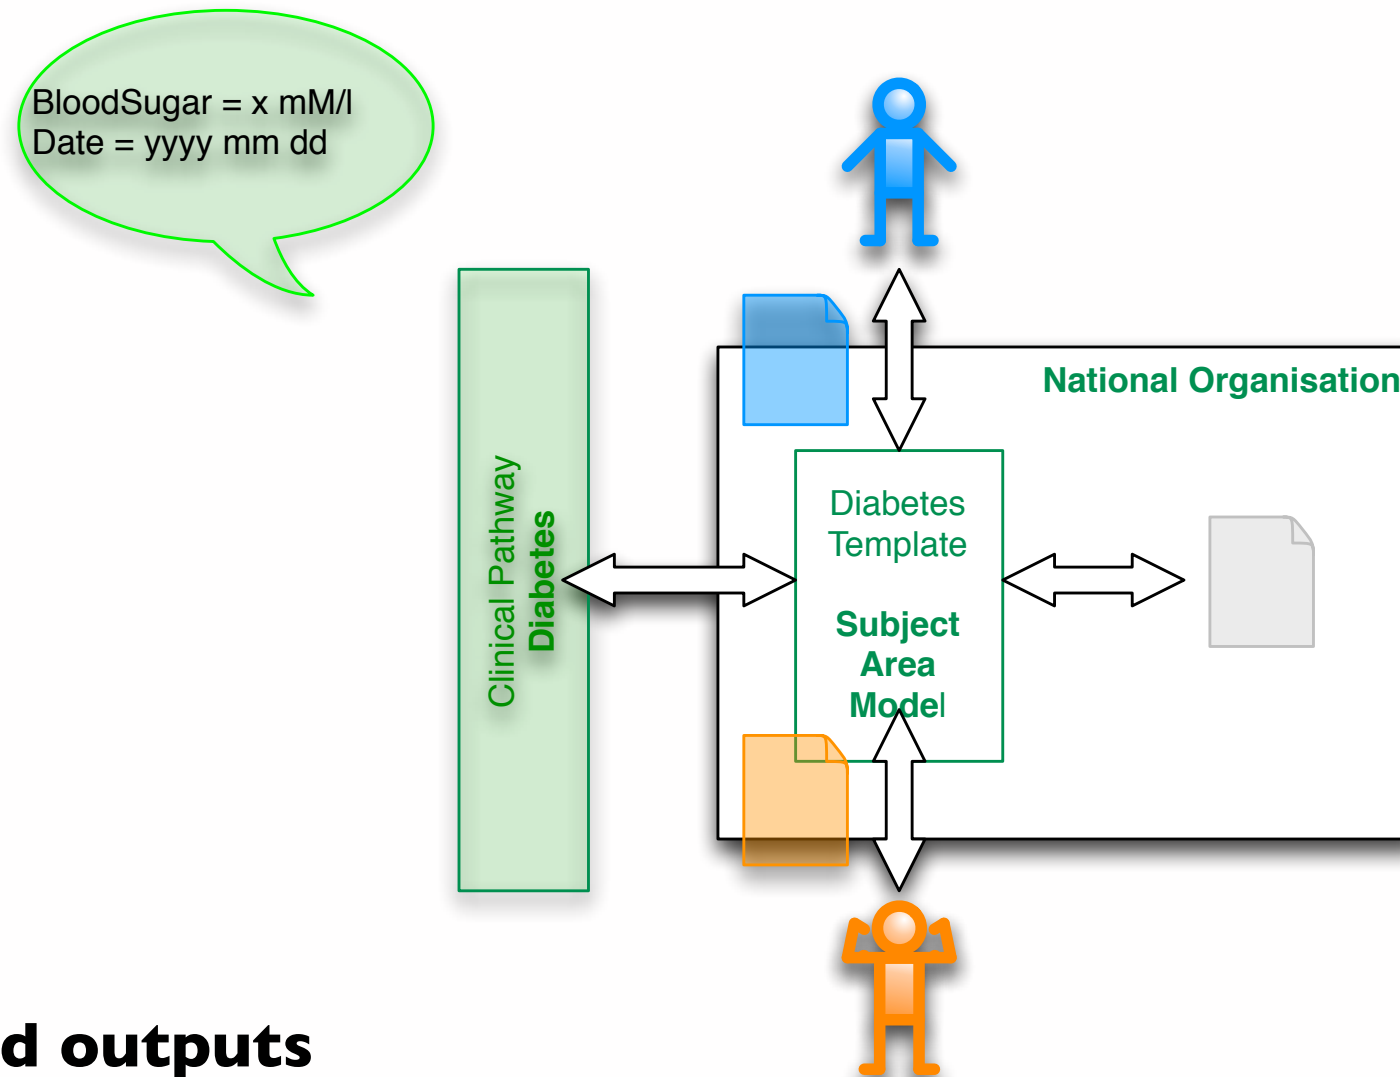 BloodSugar = x mM/l
Date = yyyy mm dd
National Organisation
Clinical Pathway
Diabetes
Diabetes
Template
Subject
Area
Model
d outputs